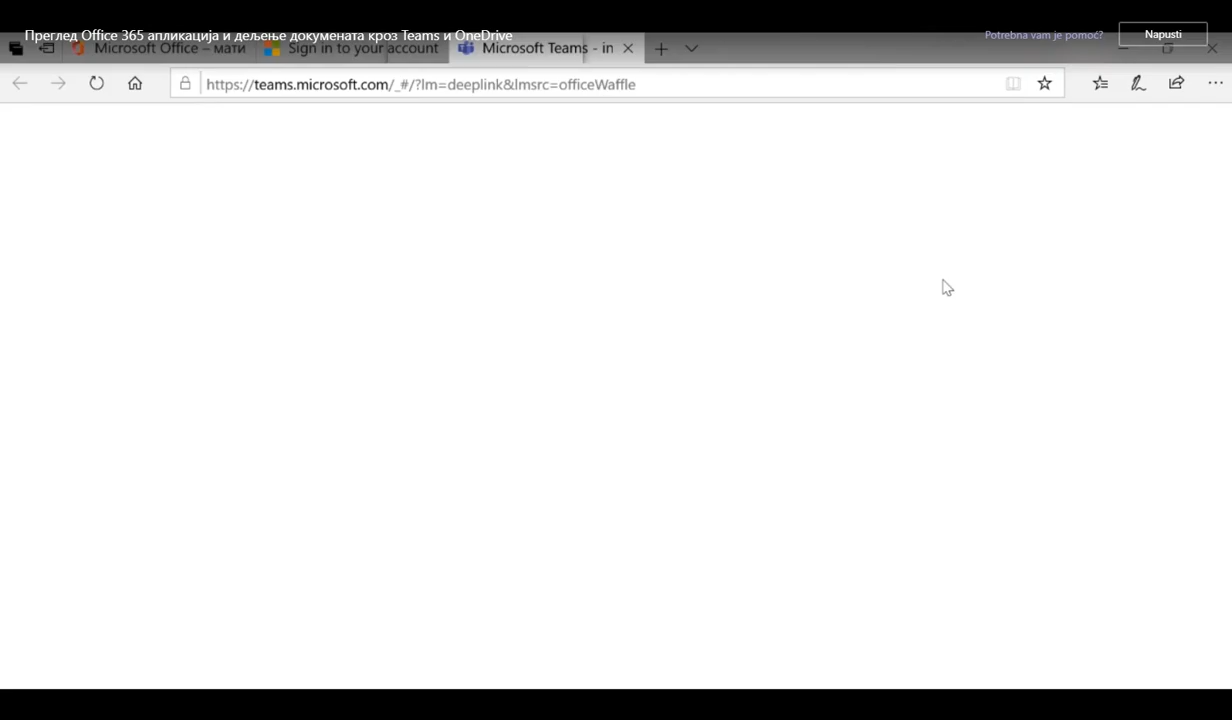 Преглед Office 365 апликација и дељење докумената кроз Teams и OneDrive
Potrebna vam je pomoć?
Napusti
Microsoft Office – мати
Sign in to your account
Microsoft Teams - in
https://teams.microsoft.com/_#/?lm=deeplink&lmsrc=officeWaffle